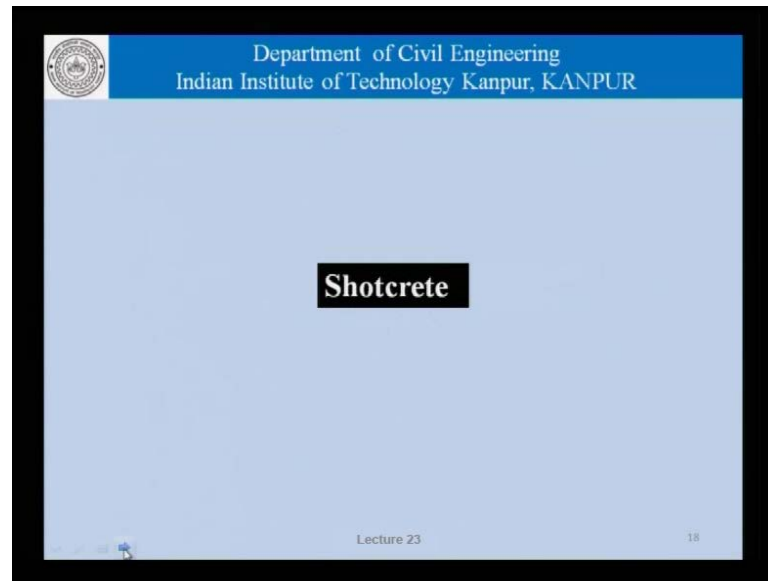 Department of Civil Engineering
Indian Institute of Technology Kanpur, KANPUR
Shotcrete
Lecture 23
18